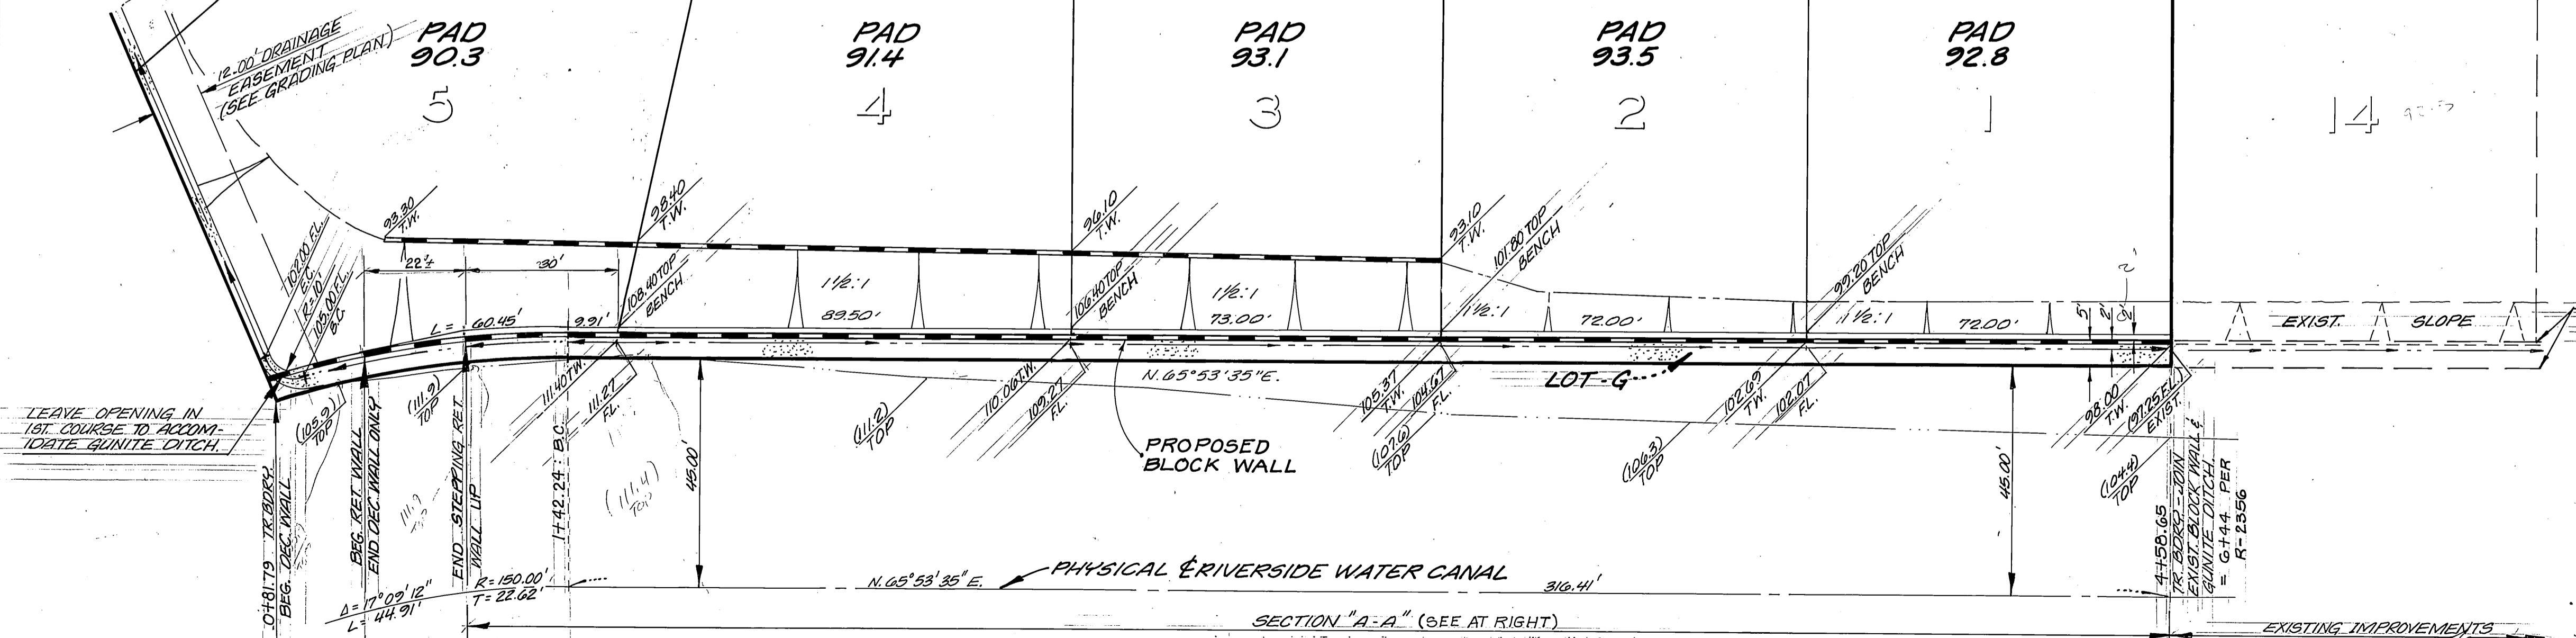 12.00' DRAINAGE
EASEMENT
(SEE GRADING PLAN)
PAD
90.3
5
PAD
91.4
4
PAD
93.1
3
PAD
93.5
2
PAD
92.8
1
14
93.30
T.W.
98.40
T.W.
96.10
T.W.
93.10
T.W.
102.00 F.L.
E.C.
R=10'
105.00 F.L.
B.C.
22'±
30'
108.40 TOP
BENCH
106.40 TOP
BENCH
101.80 TOP
BENCH
99.20 TOP
BENCH
L = 60.45'
9.91'
1½:1
89.50'
1½:1
73.00'
1½:1
72.00'
1½:1
72.00'
5'
2'
2'
2'
EXIST. SLOPE
N.65°53'35"E.
LOT-G
LEAVE OPENING IN
1ST. COURSE TO ACCOM-
IDATE GUNITE DITCH.
(105.9)
TOP
(111.9)
TOP
111.40 T.W.
111.27
F.L.
(111.2)
TOP
110.06 T.W.
109.27
F.L.
105.37
T.W.
104.67
F.L.
(107.6)
TOP
(106.3)
TOP
102.69
T.W.
102.07
F.L.
98.00
T.W.
(97.25 F.L.)
EXIST.
(104.4)
TOP
(111.4)
TOP
111.9
TOP
PROPOSED
BLOCK WALL
45.00'
45.00'
0+81.79 TR. BDRY.
BEG. DEC. WALL
BEG. RET. WALL
END DEC. WALL ONLY
END STEPPING RET.
WALL UP
1+42.24 B.C.
4+58.65
TR. BDRY.-JOIN
EXIST. BLOCK WALL &
GUNITE DITCH.
= 6+44 PER
R-2356
Δ=17°09'12"
L=44.91'
R=150.00'
T=22.62'
N.65°53'35"E.
PHYSICAL ℄ RIVERSIDE WATER CANAL
316.41'
SECTION "A-A" (SEE AT RIGHT)
EXISTING IMPROVEMENTS